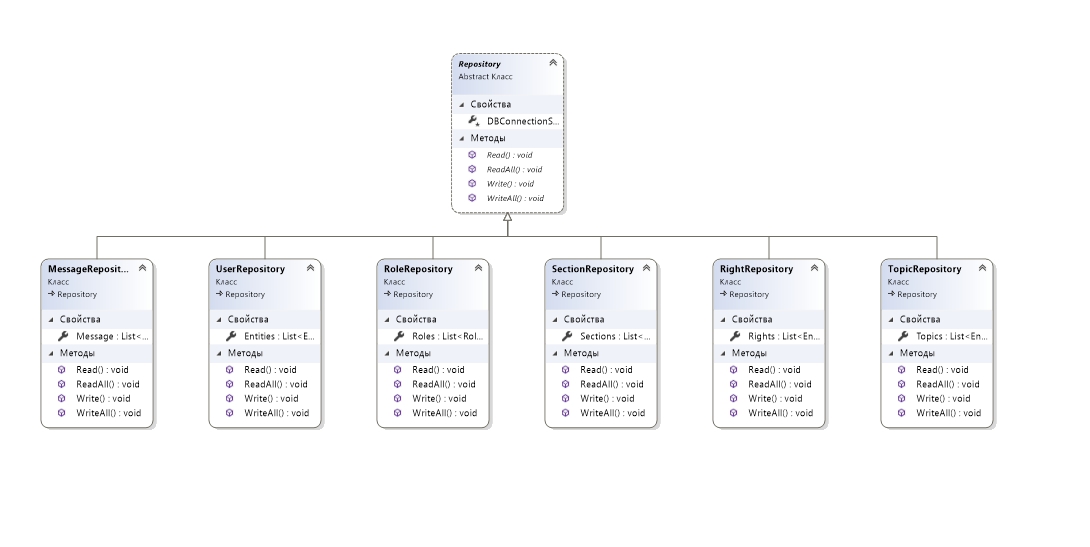 Repository
Abstract Класс
Свойства
DBConnectionS...
Методы
Read() : void
ReadAll() : void
Write() : void
WriteAll() : void
MessageReposit...
Класс
Repository
Свойства
Message : List<...
Методы
Read() : void
ReadAll() : void
Write() : void
WriteAll() : void
UserRepository
Класс
Repository
Свойства
Entities : List<E...
Методы
Read() : void
ReadAll() : void
Write() : void
WriteAll() : void
RoleRepository
Класс
Repository
Свойства
Roles : List<Rol...
Методы
Read() : void
ReadAll() : void
Write() : void
WriteAll() : void
SectionRepository
Класс
Repository
Свойства
Sections : List<...
Методы
Read() : void
ReadAll() : void
Write() : void
WriteAll() : void
RightRepository
Класс
Repository
Свойства
Rights : List<En...
Методы
Read() : void
ReadAll() : void
Write() : void
WriteAll() : void
TopicRepository
Класс
Repository
Свойства
Topics : List<En...
Методы
Read() : void
ReadAll() : void
Write() : void
WriteAll() : void